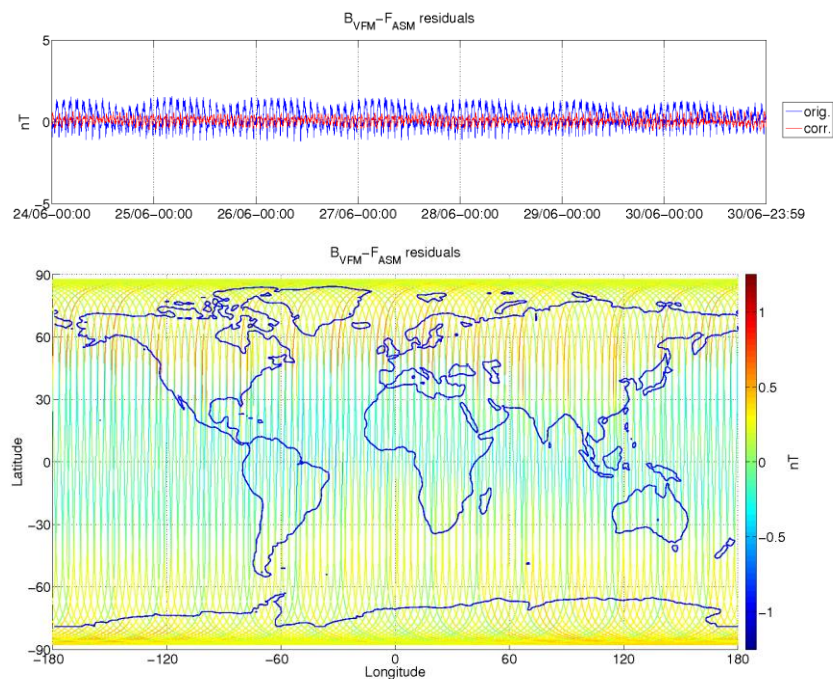 B_VFM−F_ASM residuals
5
0
−5
nT
24/06−00:00 25/06−00:00 26/06−00:00 27/06−00:00 28/06−00:00 29/06−00:00 30/06−00:00 30/06−23:59
orig.
corr.
B_VFM−F_ASM residuals
90
60
30
0
−30
−60
−90
Latitude
−180 −120 −60 0 60 120 180
Longitude
1
0.5
0
−0.5
−1
nT